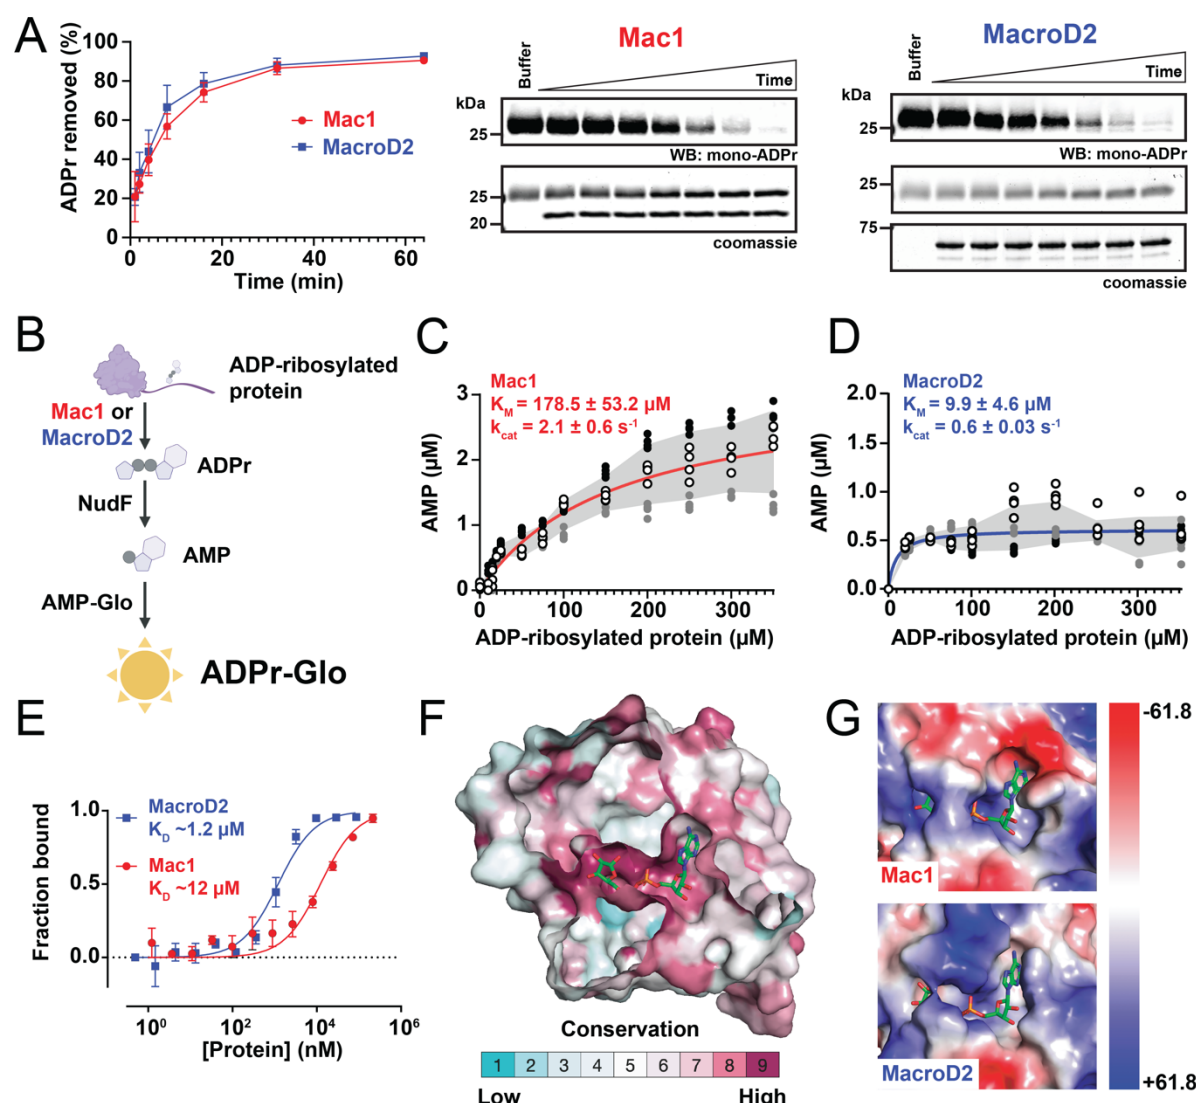 A
ADPr removed (%)
100
80
60
40
20
0
0
20
40
60
Time (min)
Mac1
MacroD2
Mac1
Buffer
Time
kDa
25
WB: mono-ADPr
25
20
coomassie
MacroD2
Buffer
Time
kDa
25
WB: mono-ADPr
25
75
coomassie
B
ADP-ribosylated
protein
Mac1 or
MacroD2
ADPr
NudF
AMP
AMP-Glo
ADPr-Glo
C
Mac1
K_M = 178.5 ± 53.2 µM
k_cat = 2.1 ± 0.6 s⁻¹
AMP (µM)
3
2
1
0
0
100
200
300
ADP-ribosylated protein (µM)
D
MacroD2
K_M = 9.9 ± 4.6 µM
k_cat = 0.6 ± 0.03 s⁻¹
AMP (µM)
2.0
1.5
1.0
0.5
0.0
0
100
200
300
ADP-ribosylated protein (µM)
E
MacroD2
K_D ~1.2 µM
Mac1
K_D ~12 µM
Fraction bound
1.0
0.5
0.0
10⁰
10²
10⁴
10⁶
[Protein] (nM)
F
Conservation
1 2 3 4 5 6 7 8 9
Low
High
G
Mac1
MacroD2
-61.8
+61.8